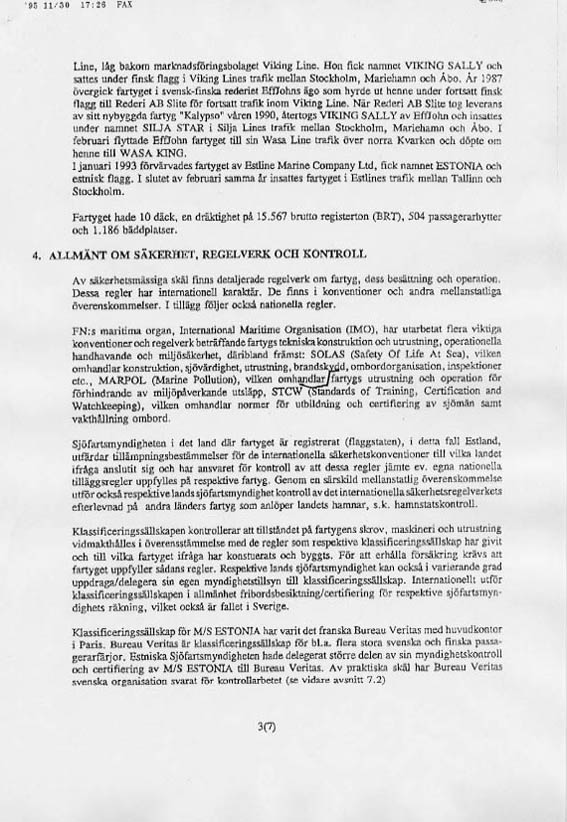 '95 11/30 17:26 FAX
Line, låg bakom marknadsföringsbolaget Viking Line. Hon fick namnet VIKING SALLY och
sattes under finsk flagg i Viking Lines trafik mellan Stockholm, Mariehamn och Åbo. År 1987
övergick fartyget i svensk-finska rederiet EffJohns ägo som hyrde ut henne under fortsatt finsk
flagg till Rederi AB Slite för fortsatt trafik inom Viking Line. När Rederi AB Slite tog leverans
av sitt nybyggda fartyg "Kalypso" våren 1990, återtogs VIKING SALLY av EffJohn och insattes
under namnet SILJA STAR i Silja Lines trafik mellan Stockholm, Mariehamn och Åbo. I
februari flyttade EffJohn fartyget till sin Wasa Line trafik över norra Kvarken och döpte om
henne till WASA KING.
I januari 1993 förvärvades fartyget av Estline Marine Company Ltd, fick namnet ESTONIA och
estnisk flagg. I slutet av februari samma år insattes fartyget i Estlines trafik mellan Tallinn och
Stockholm.
Fartyget hade 10 däck, en dräktighet på 15.567 brutto registerton (BRT), 504 passagerarhytter
och 1.186 bäddplatser.
4. ALLMÄNT OM SÄKERHET, REGELVERK OCH KONTROLL
Av säkerhetsmässiga skäl finns detaljerade regelverk om fartyg, dess besättning och operation.
Dessa regler har internationell karaktär. De finns i konventioner och andra mellanstatliga
överenskommelser. I tillägg följer också nationella regler.
FN:s maritima organ, International Maritime Organisation (IMO), har utarbetat flera viktiga
konventioner och regelverk beträffande fartygs tekniska konstruktion och utrustning, operationella
handhavande och miljösäkerhet, däribland främst: SOLAS (Safety Of Life At Sea), vilken
omhandlar konstruktion, sjövärdighet, utrustning, brandskydd, ombordorganisation, inspektioner
etc., MARPOL (Marine Pollution), vilken omhandlar fartygs utrustning och operation för
förhindrande av miljöpåverkande utsläpp, STCW (Standards of Training, Certification and
Watchkeeping), vilken omhandlar normer för utbildning och certifiering av sjömän samt
vakthållning ombord.
Sjöfartsmyndigheten i det land där fartyget är registrerat (flaggstaten), i detta fall Estland,
utfärdar tillämpningsbestämmelser för de internationella säkerhetskonventioner till vilka landet
ifråga anslutit sig och har ansvaret för kontroll av att dessa regler jämte ev. egna nationella
tilläggsregler uppfylles på respektive fartyg. Genom en särskild mellanstatlig överenskommelse
utför också respektive lands sjöfartsmyndighet kontroll av det internationella säkerhetsregelverkets
efterlevnad på andra länders fartyg som anlöper landets hamnar, s.k. hamnstatskontroll.
Klassificeringssällskapen kontrollerar att tillståndet på fartygens skrov, maskineri och utrustning
vidmakthålles i överensstämmelse med de regler som respektive klassificeringssällskap har givit
och till vilka fartyget ifråga har konstuerats och byggts. För att erhålla försäkring krävs att
fartyget uppfyller sådans regler. Respektive lands sjöfartsmyndighet kan också i varierande grad
uppdraga/delegera sin egen myndighetstillsyn till klassificeringssällskap. Internationellt utför
klassificeringssällskapen i allmänhet fribordsbesiktning/certifiering för respektive sjöfartsmyn-
dighets räkning, vilket också är fallet i Sverige.
Klassificeringssällskap för M/S ESTONIA har varit det franska Bureau Veritas med huvudkontor
i Paris. Bureau Veritas är klassificeringssällskap för bl.a. flera stora svenska och finska passa-
gerarfärjor. Estniska Sjöfartsmyndigheten hade delegerat större delen av sin myndighetskontroll
och certifiering av M/S ESTONIA till Bureau Veritas. Av praktiska skäl har Bureau Veritas
svenska organisation svarat för kontrollarbetet (se vidare avsnitt 7.2)
3(7)